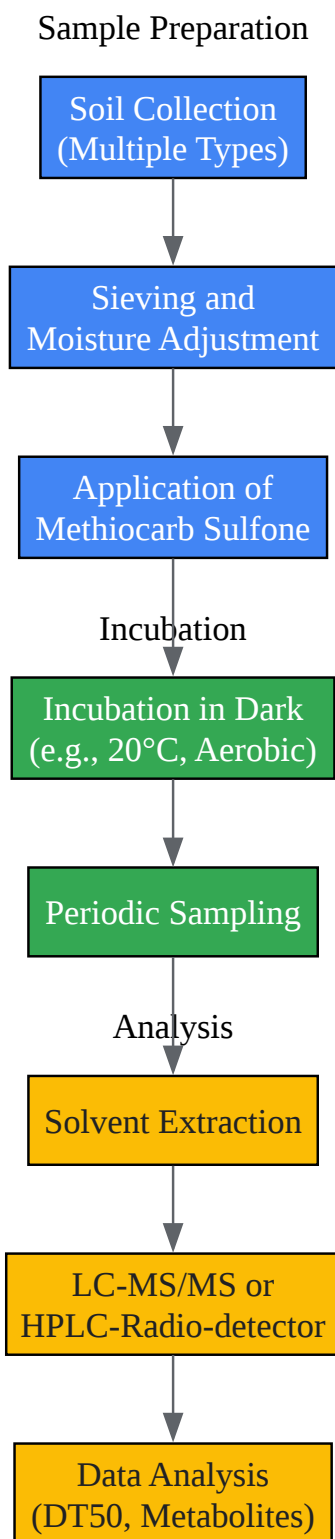 Sample Preparation
Soil Collection
(Multiple Types)
Sieving and
Moisture Adjustment
Application of
Methiocarb Sulfone
Incubation
Incubation in Dark
(e.g., 20°C, Aerobic)
Periodic Sampling
Analysis
Solvent Extraction
LC-MS/MS or
HPLC-Radio-detector
Data Analysis
(DT50, Metabolites)